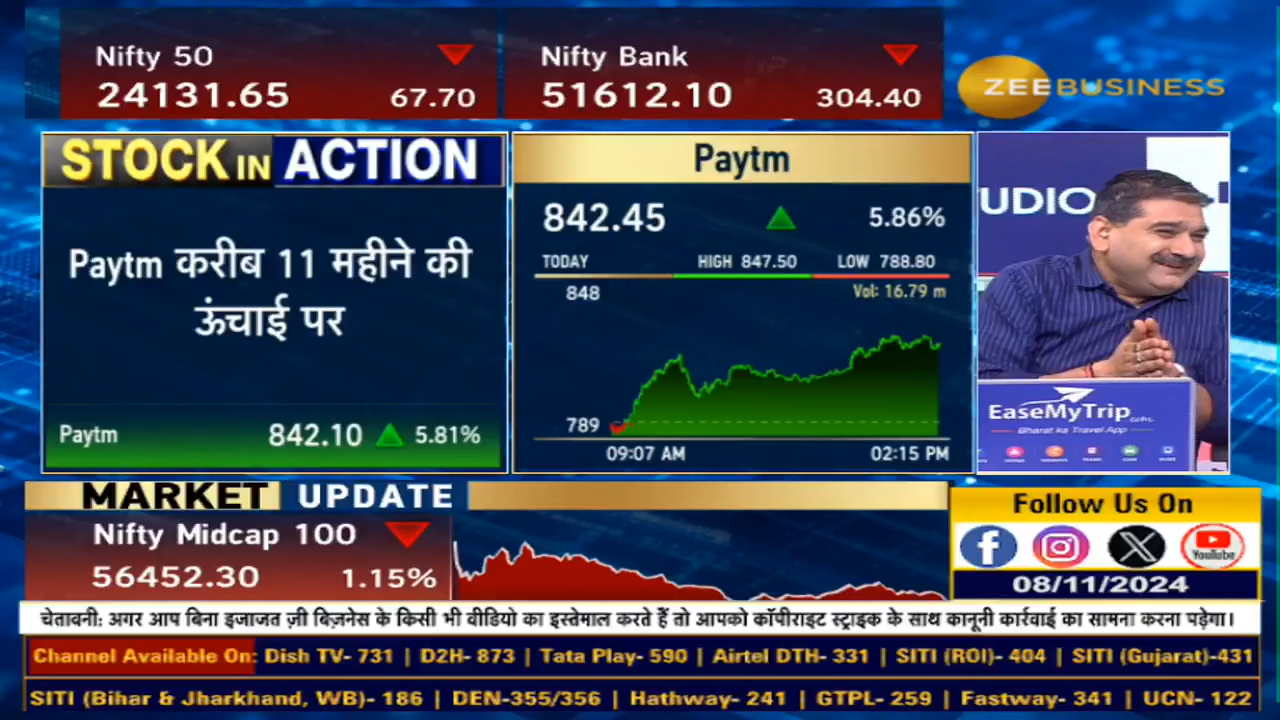 Nifty 50
24131.65 67.70
Nifty Bank
51612.10 304.40
ZEEBUSINESS
STOCK IN ACTION
Paytm करीब 11 महीने की
ऊंचाई पर
Paytm 842.10 5.81%
Paytm
842.45 5.86%
TODAY HIGH 847.50 LOW 788.80
848 Vol: 16.79 m
789
09:07 AM 02:15 PM
UDIO
EaseMyTrip.com
Bharat ka Travel App
MARKET UPDATE
Nifty Midcap 100
56452.30 1.15%
Follow Us On
YouTube
08/11/2024
चेतावनी: अगर आप बिना इजाजत ज़ी बिज़नेस के किसी भी वीडियो का इस्तेमाल करते हैं तो आपको कॉपीराइट स्ट्राइक के साथ कानूनी कार्रवाई का सामना करना पड़ेगा।
Channel Available On: Dish TV- 731 | D2H- 873 | Tata Play- 590 | Airtel DTH- 331 | SITI (ROI)- 404 | SITI (Gujarat)-431
SITI (Bihar & Jharkhand, WB)- 186 | DEN-355/356 | Hathway- 241 | GTPL- 259 | Fastway- 341 | UCN- 122